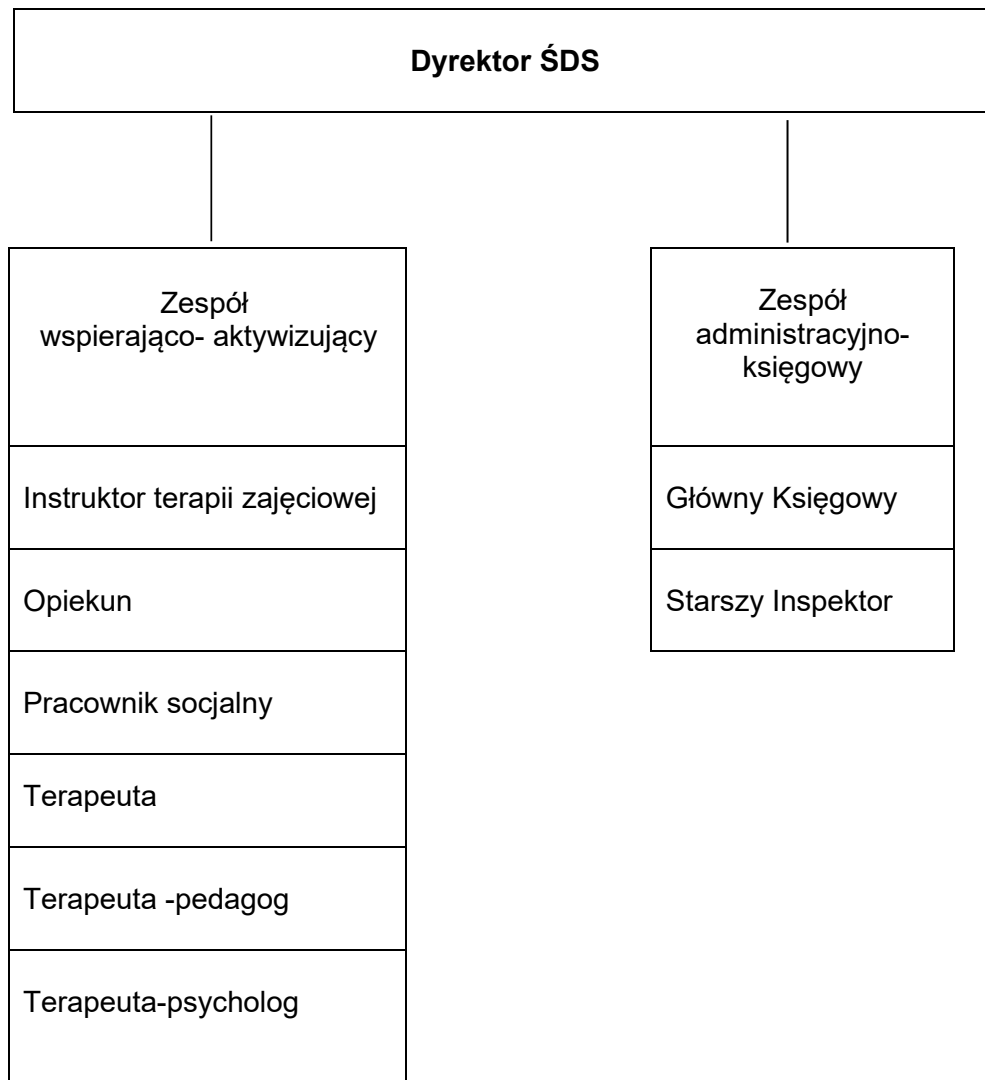 Dyrektor ŚDS
Zespół
wspierająco- aktywizujący
Instruktor terapii zajęciowej
Opiekun
Pracownik socjalny
Terapeuta
Terapeuta -pedagog
Terapeuta-psycholog
Zespół
administracyjno-
księgowy
Główny Księgowy
Starszy Inspektor